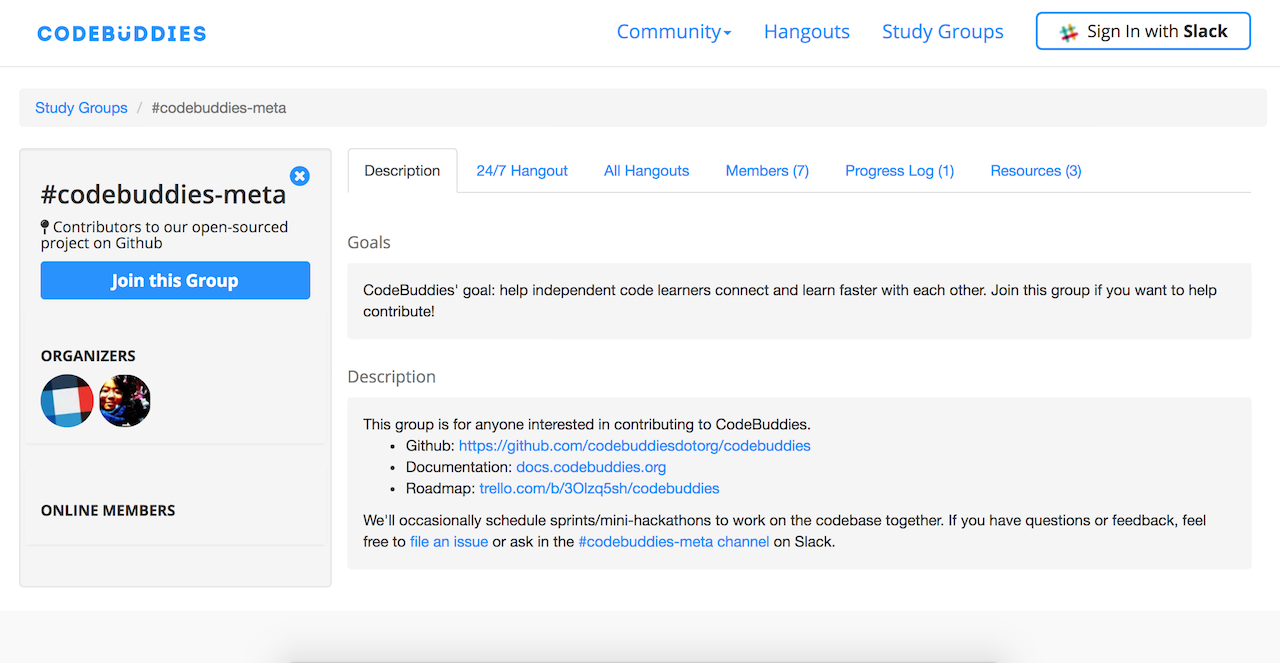 CODEBÜDDIES
Community
Hangouts
Study Groups
Sign In with Slack
Study Groups / #codebuddies-meta
#codebuddies-meta
Contributors to our open-sourced
project on Github
Join this Group
ORGANIZERS
ONLINE MEMBERS
Description
24/7 Hangout
All Hangouts
Members (7)
Progress Log (1)
Resources (3)
Goals
CodeBuddies' goal: help independent code learners connect and learn faster with each other. Join this group if you want to help
contribute!
Description
This group is for anyone interested in contributing to CodeBuddies.
• Github: https://github.com/codebuddiesdotorg/codebuddies
• Documentation: docs.codebuddies.org
• Roadmap: trello.com/b/3Olzq5sh/codebuddies
We'll occasionally schedule sprints/mini-hackathons to work on the codebase together. If you have questions or feedback, feel
free to file an issue or ask in the #codebuddies-meta channel on Slack.